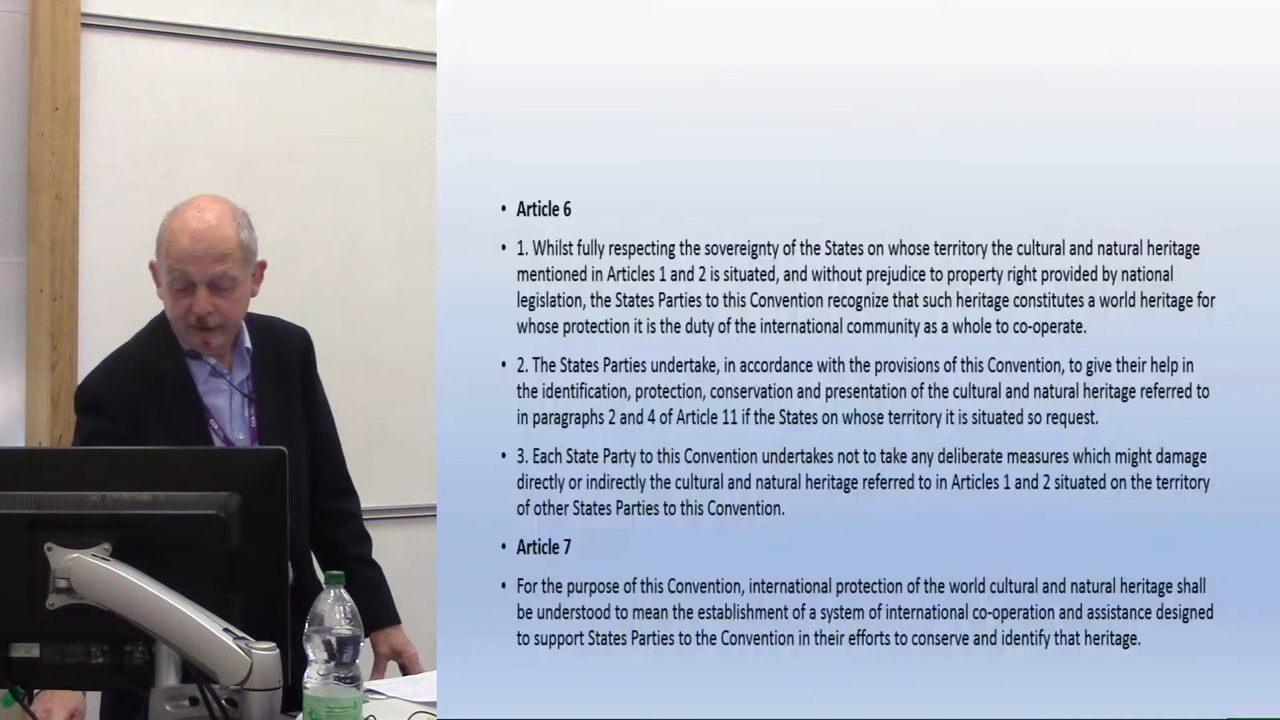 • Article 6
• 1. Whilst fully respecting the sovereignty of the States on whose territory the cultural and natural heritage
mentioned in Articles 1 and 2 is situated, and without prejudice to property right provided by national
legislation, the States Parties to this Convention recognize that such heritage constitutes a world heritage for
whose protection it is the duty of the international community as a whole to co-operate.
• 2. The States Parties undertake, in accordance with the provisions of this Convention, to give their help in
the identification, protection, conservation and presentation of the cultural and natural heritage referred to
in paragraphs 2 and 4 of Article 11 if the States on whose territory it is situated so request.
• 3. Each State Party to this Convention undertakes not to take any deliberate measures which might damage
directly or indirectly the cultural and natural heritage referred to in Articles 1 and 2 situated on the territory
of other States Parties to this Convention.
• Article 7
• For the purpose of this Convention, international protection of the world cultural and natural heritage shall
be understood to mean the establishment of a system of international co-operation and assistance designed
to support States Parties to the Convention in their efforts to conserve and identify that heritage.